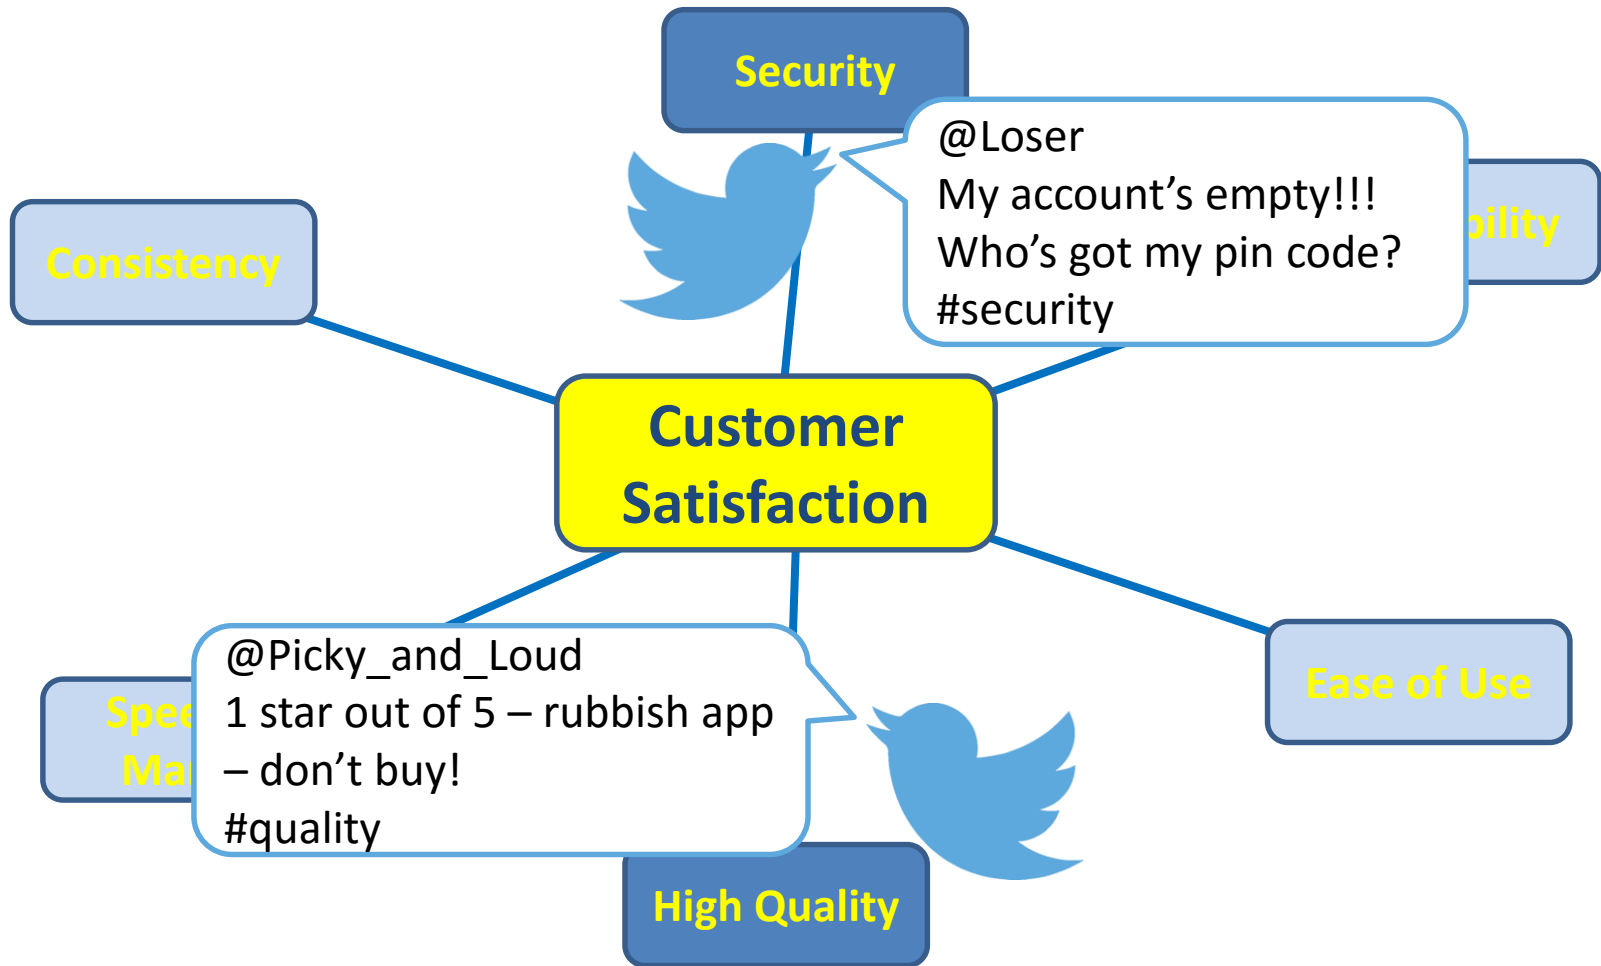 Security
@Loser
My account’s empty!!!
Who’s got my pin code?
#security
Consistency
Customer
Satisfaction
@Picky_and_Loud
1 star out of 5 – rubbish app
– don’t buy!
#quality
Ease of Use
High Quality